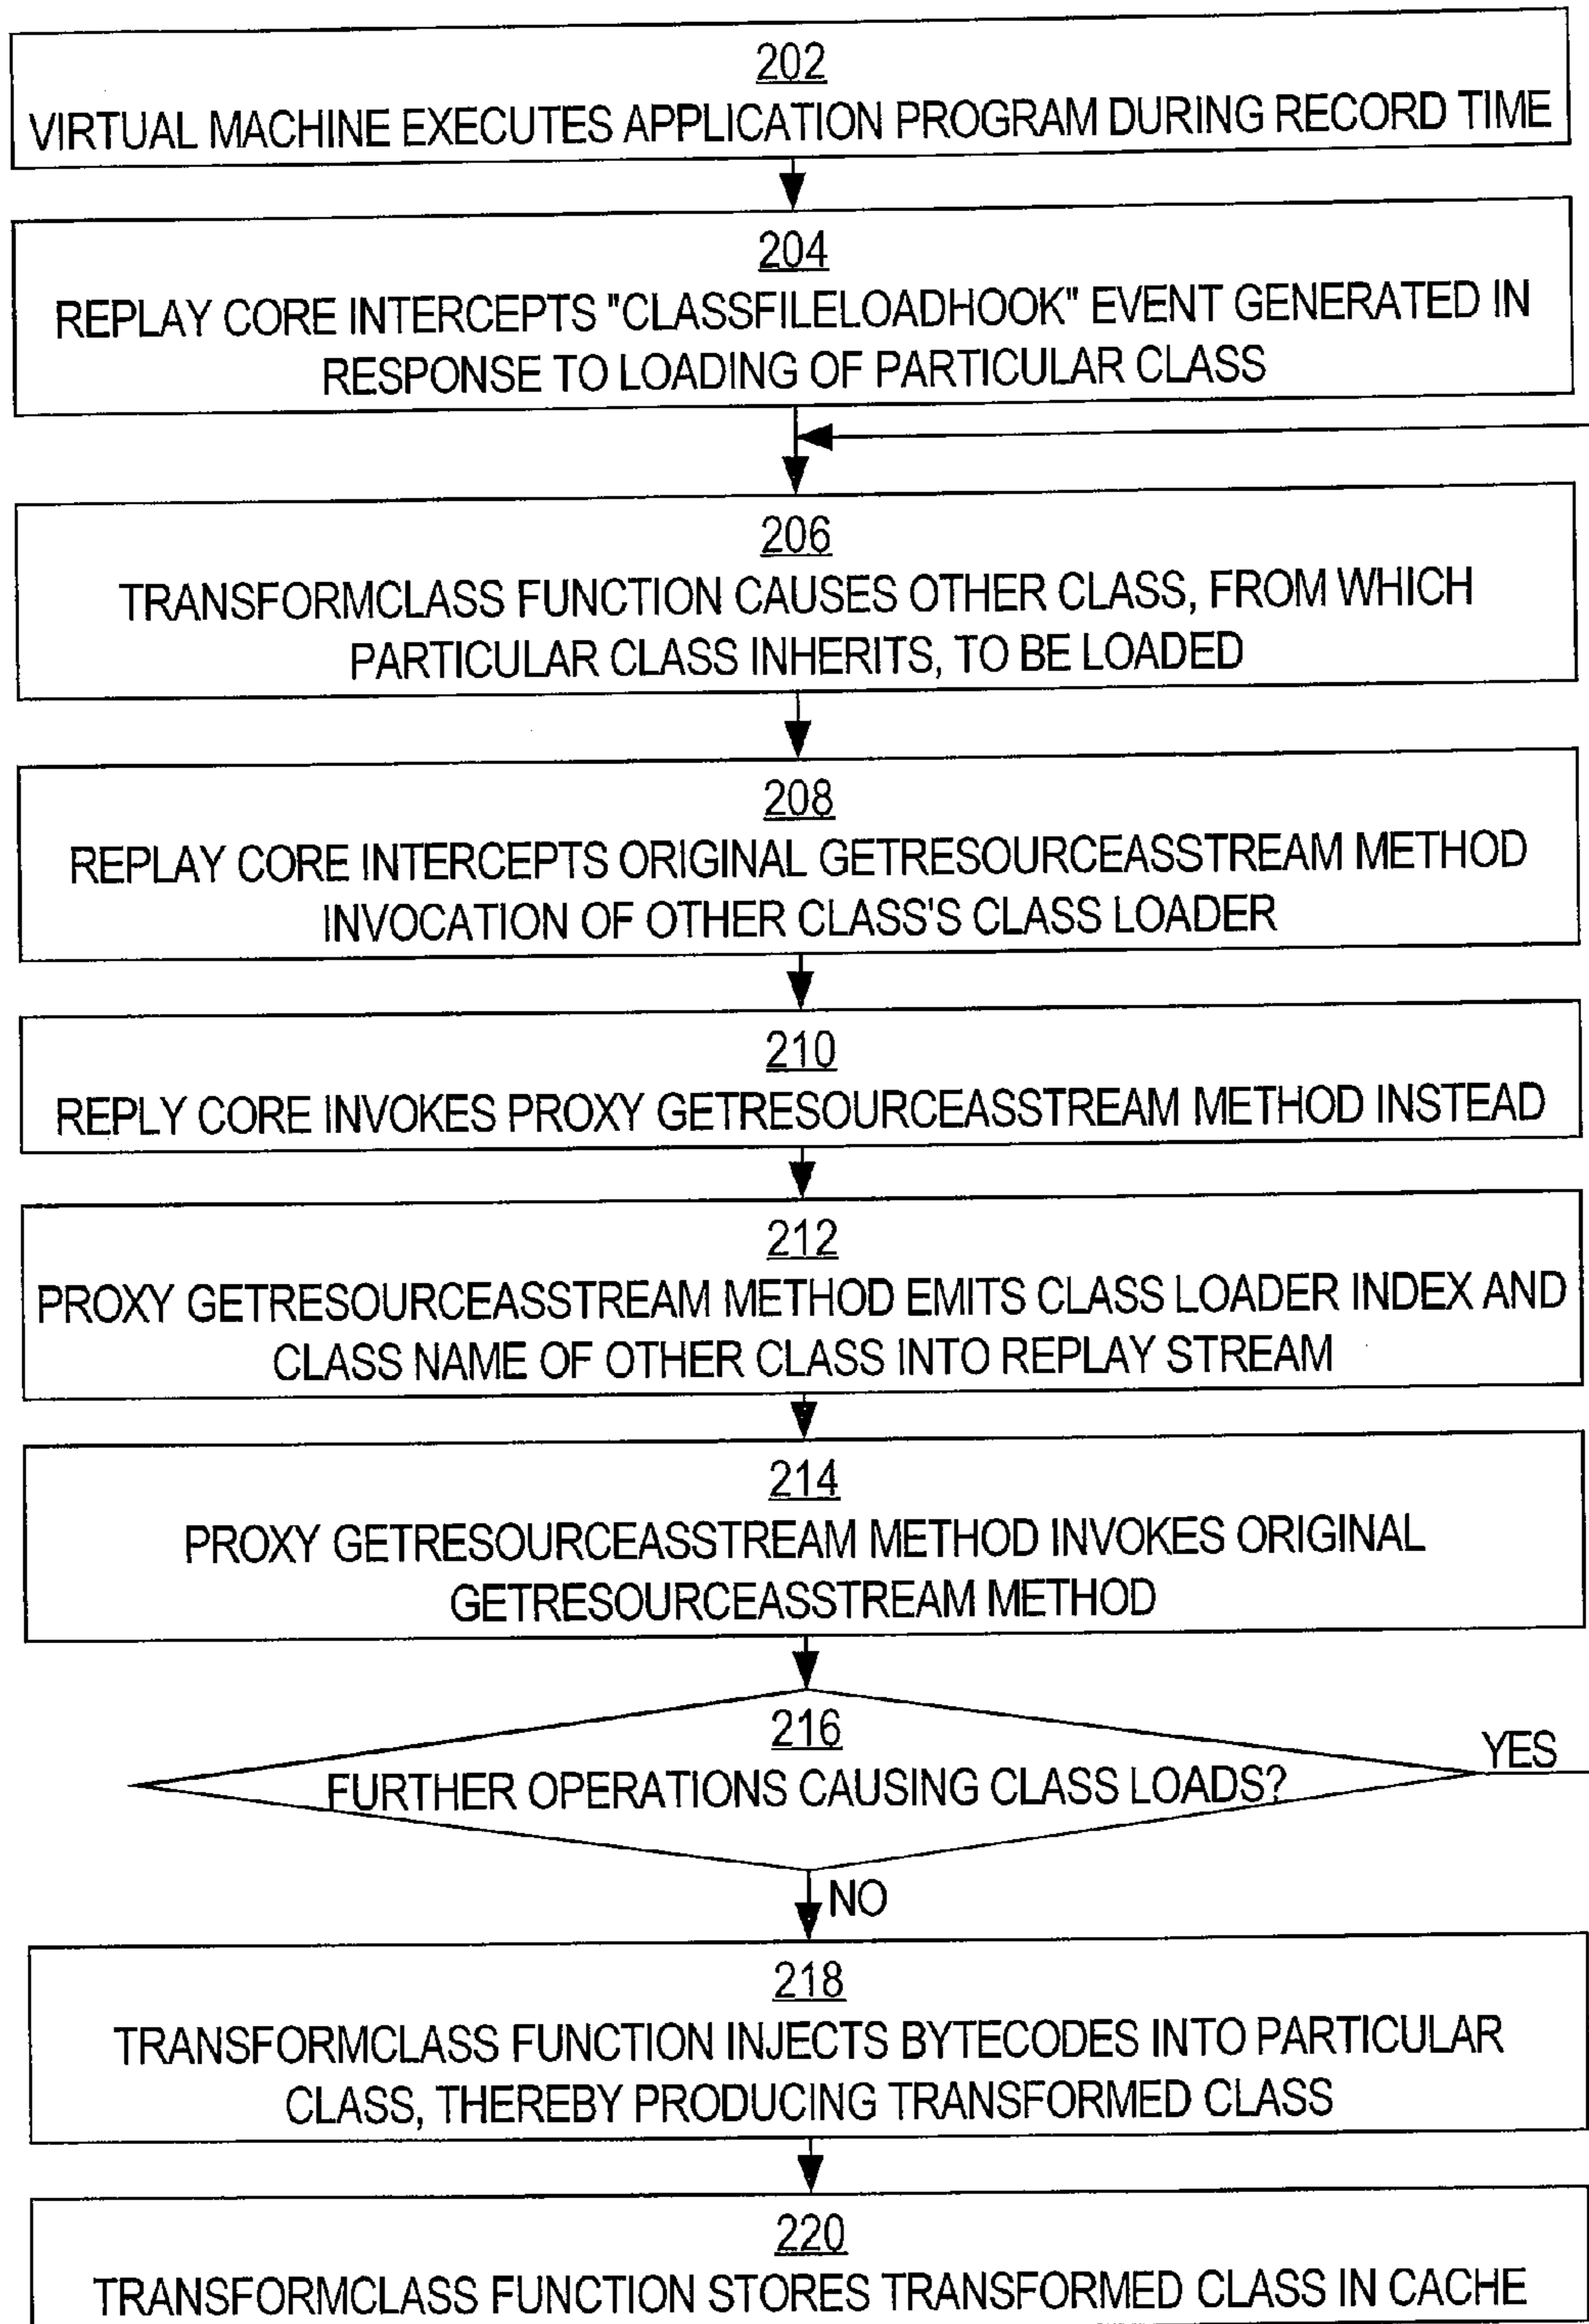 202
VIRTUAL MACHINE EXECUTES APPLICATION PROGRAM DURING RECORD TIME
204
REPLAY CORE INTERCEPTS "CLASSFILELOADHOOK" EVENT GENERATED IN
RESPONSE TO LOADING OF PARTICULAR CLASS
206
TRANSFORMCLASS FUNCTION CAUSES OTHER CLASS, FROM WHICH
PARTICULAR CLASS INHERITS, TO BE LOADED
208
REPLAY CORE INTERCEPTS ORIGINAL GETRESOURCEASSTREAM METHOD
INVOCATION OF OTHER CLASS'S CLASS LOADER
210
REPLY CORE INVOKES PROXY GETRESOURCEASSTREAM METHOD INSTEAD
212
PROXY GETRESOURCEASSTREAM METHOD EMITS CLASS LOADER INDEX AND
CLASS NAME OF OTHER CLASS INTO REPLAY STREAM
214
PROXY GETRESOURCEASSTREAM METHOD INVOKES ORIGINAL
GETRESOURCEASSTREAM METHOD
216
FURTHER OPERATIONS CAUSING CLASS LOADS?
YES
NO
218
TRANSFORMCLASS FUNCTION INJECTS BYTECODES INTO PARTICULAR
CLASS, THEREBY PRODUCING TRANSFORMED CLASS
220
TRANSFORMCLASS FUNCTION STORES TRANSFORMED CLASS IN CACHE